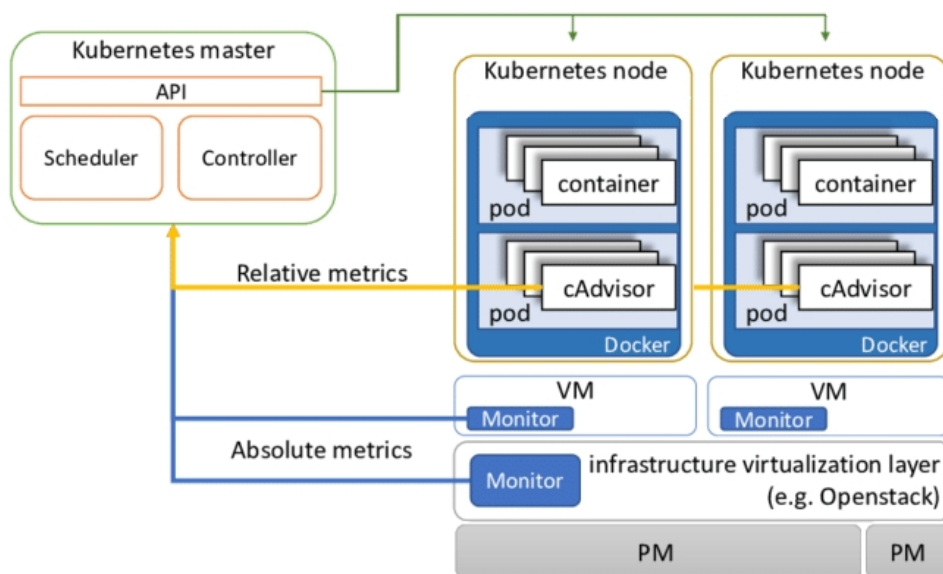 Kubernetes master
API
Scheduler
Controller
Kubernetes node
container
pod
cAdvisor
pod
Docker
Kubernetes node
container
pod
cAdvisor
pod
Docker
Relative metrics
Absolute metrics
VM
Monitor
VM
Monitor
Monitor
infrastructure virtualization layer
(e.g. Openstack)
PM
PM